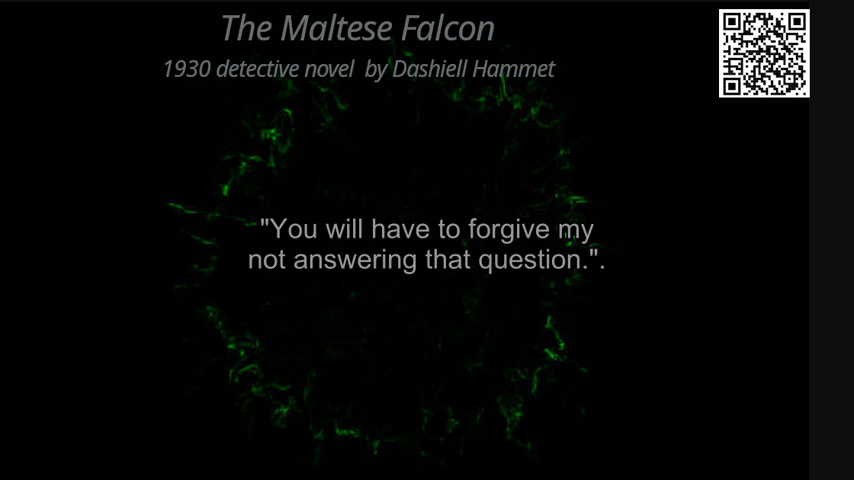 The Maltese Falcon
1930 detective novel by Dashiell Hammet
"You will have to forgive my
not answering that question.".